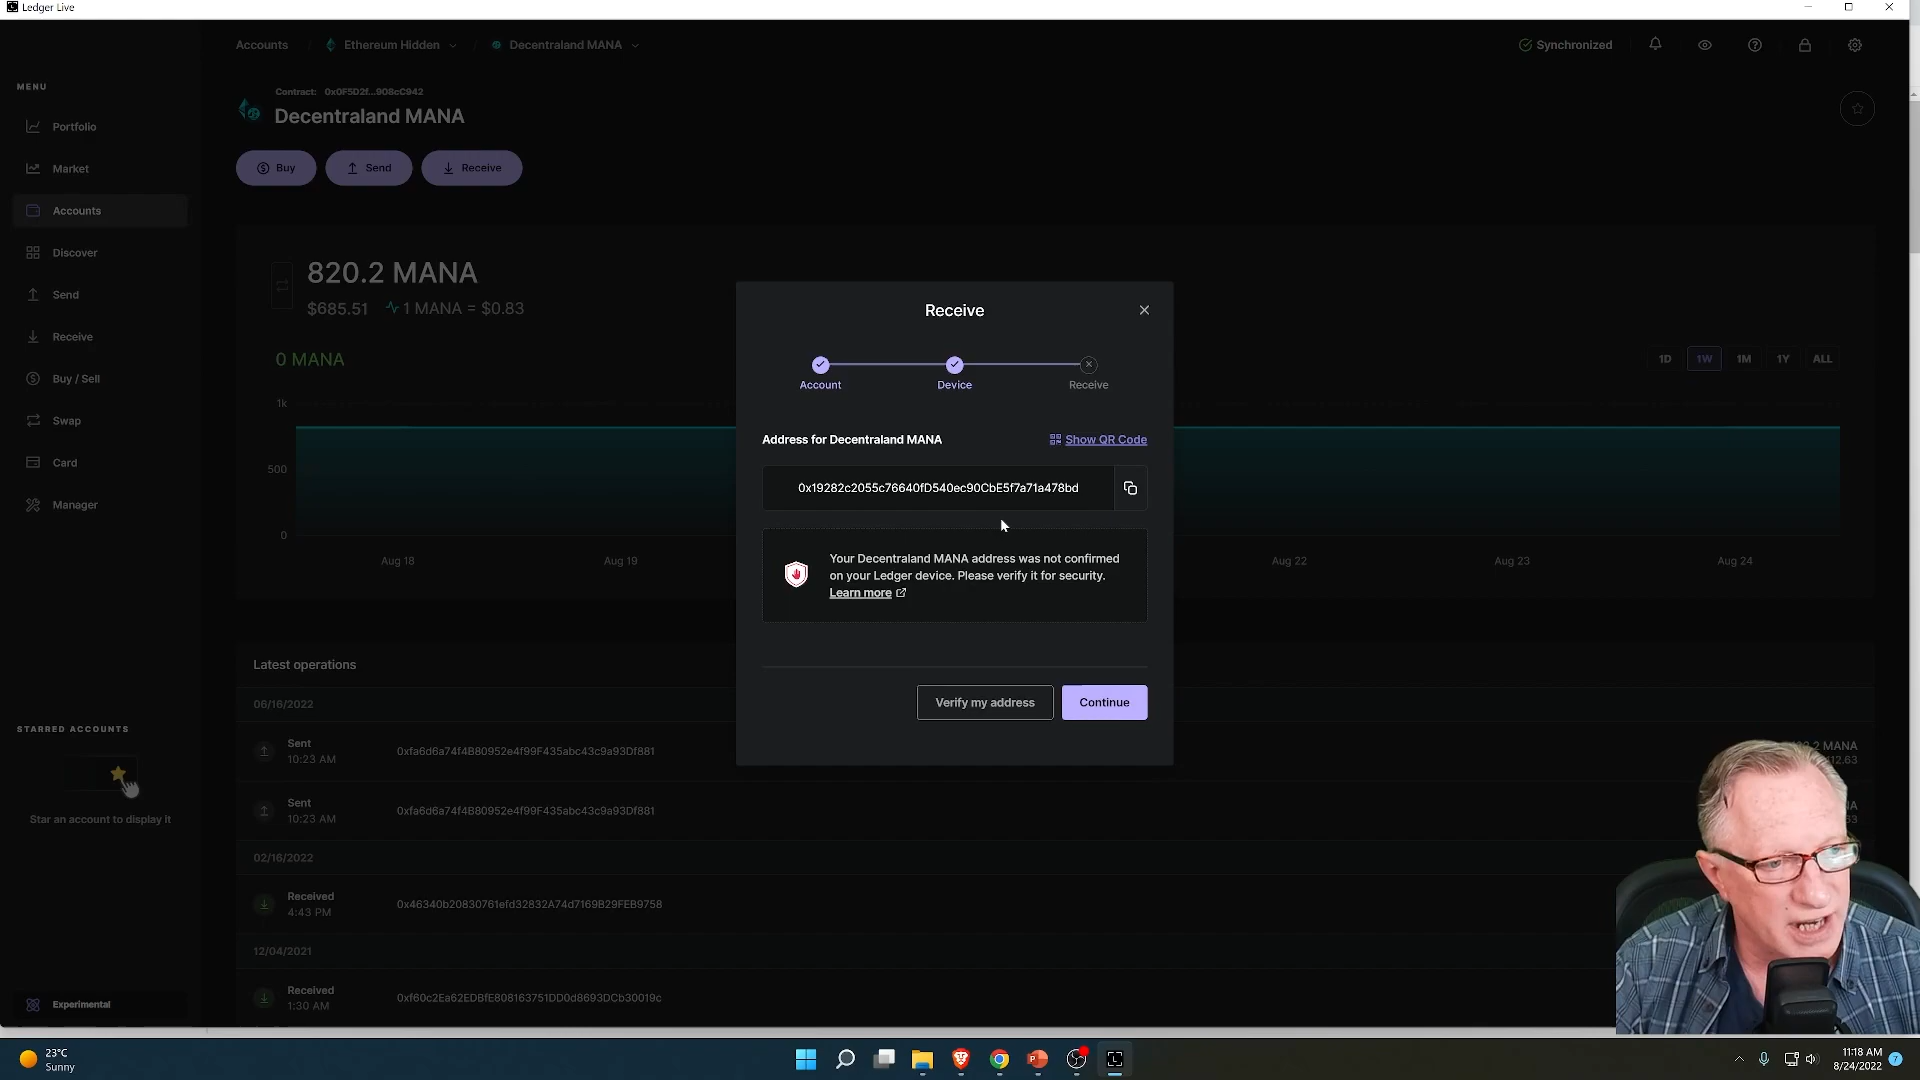 Ledger Live
Accounts / Ethereum Hidden / Decentraland MANA
Synchronized
MENU
Portfolio
Market
Accounts
Discover
Send
Receive
Buy / Sell
Swap
Card
Manager
STARRED ACCOUNTS
Star an account to display it
Experimental
Contract: 0x0F5D2f...908cC942
Decentraland MANA
Buy
Send
Receive
820.2 MANA
$685.51 1 MANA = $0.83
0 MANA
1D 1W 1M 1Y ALL
1k
500
0
Aug 18 Aug 19 Aug 22 Aug 23 Aug 24
Receive
Account
Device
Receive
Address for Decentraland MANA
Show QR Code
0x19282c2055c76640fD540ec90CbE5f7a71a478bd
Your Decentraland MANA address was not confirmed
on your Ledger device. Please verify it for security.
Learn more
Verify my address
Continue
Latest operations
06/16/2022
Sent
10:23 AM
0xfa6d6a74f4B80952e4f99F435abc43c9a93Df881
MANA
Sent
10:23 AM
0xfa6d6a74f4B80952e4f99F435abc43c9a93Df881
02/16/2022
Received
4:43 PM
0x46340b20830761efd32832A74d7169B29FEB9758
12/04/2021
Received
1:30 AM
0xf60c2Ea62EDBfE808163751DD0d8693DCb30019c
23°C
Sunny
11:18 AM
8/24/2022
7